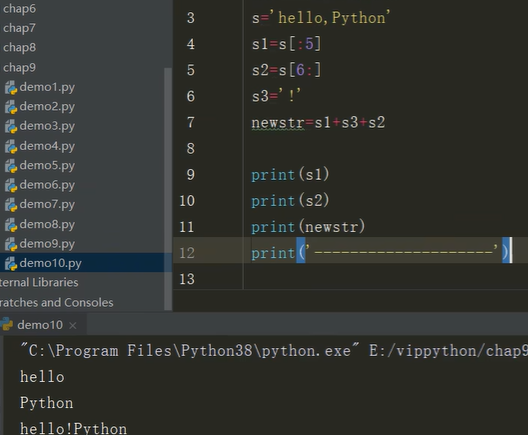 chap6
chap7
chap8
chap9
demo1.py
demo2.py
demo3.py
demo4.py
demo5.py
demo6.py
demo7.py
demo8.py
demo9.py
demo10.py
ternal Libraries
ratches and Consoles
3 s='hello,Python'
4 s1=s[:5]
5 s2=s[6:]
6 s3='!'
7 newstr=s1+s3+s2
8
9 print(s1)
10 print(s2)
11 print(newstr)
12 print('--------------------')
13
demo10 ×
"C:\Program Files\Python38\python.exe" E:/vippython/chap9
hello
Python
hello!Python